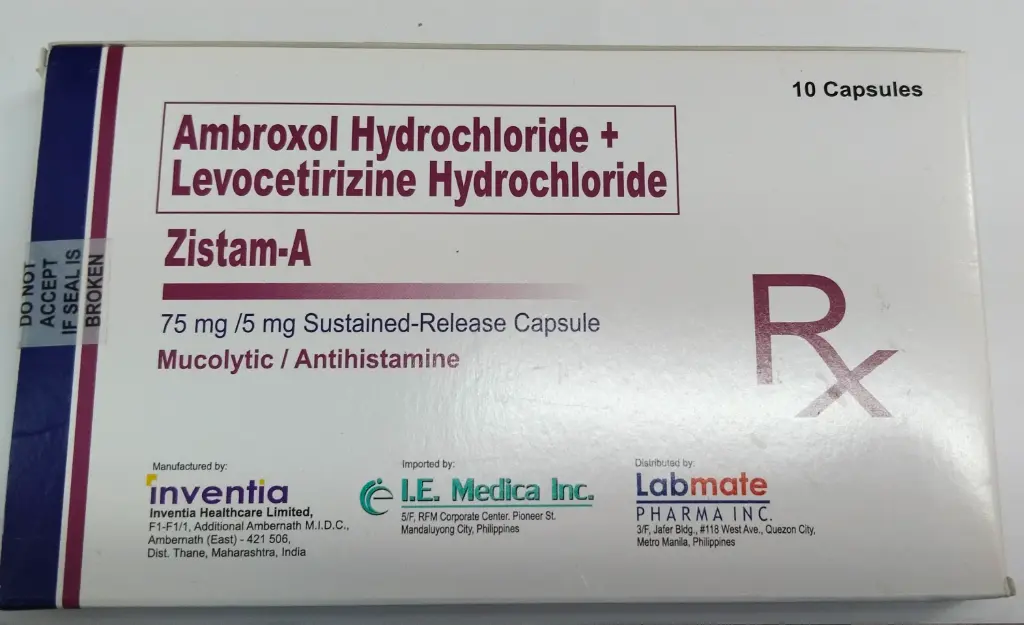 10 Capsules
Ambroxol Hydrochloride +
Levocetirizine Hydrochloride
Zistam-A
75 mg /5 mg Sustained-Release Capsule
Mucolytic / Antihistamine
Rx
DO NOT
ACCEPT
IF SEAL IS
BROKEN
Manufactured by:
inventia
Inventia Healthcare Limited,
F1-F1/1, Additional Ambernath M.I.D.C.,
Ambernath (East) - 421 506,
Dist. Thane, Maharashtra, India
Imported by:
I.E. Medica Inc.
5/F, RFM Corporate Center. Pioneer St.
Mandaluyong City, Philippines
Distributed by:
Labmate
PHARMA INC.
3/F, Jafer Bldg., #118 West Ave., Quezon City,
Metro Manila, Philippines